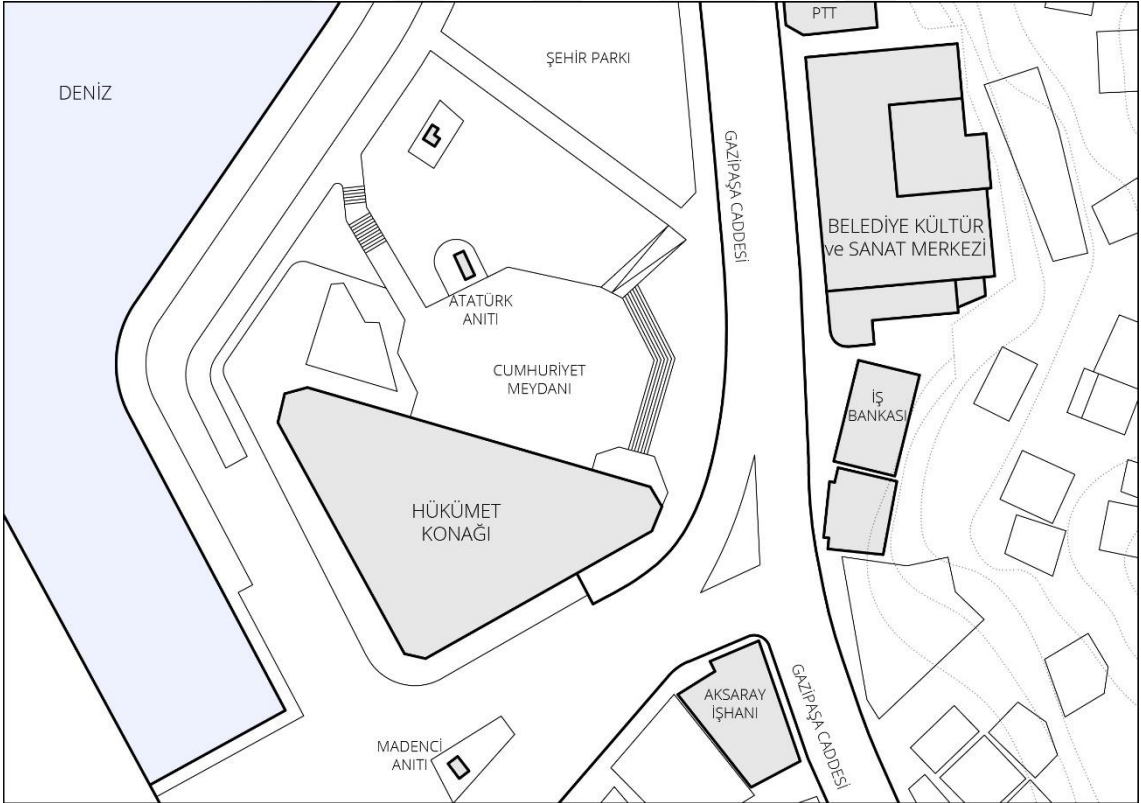 PTT
ŞEHİR PARKI
DENİZ
GAZİPAŞA CADDESİ
BELEDİYE KÜLTÜR
ve SANAT MERKEZİ
ATATÜRK
ANITI
CUMHURİYET
MEYDANI
İŞ
BANKASI
HÜKÜMET
KONAĞI
GAZİPAŞA CADDESİ
AKSARAY
İŞHANI
MADENCİ
ANITI